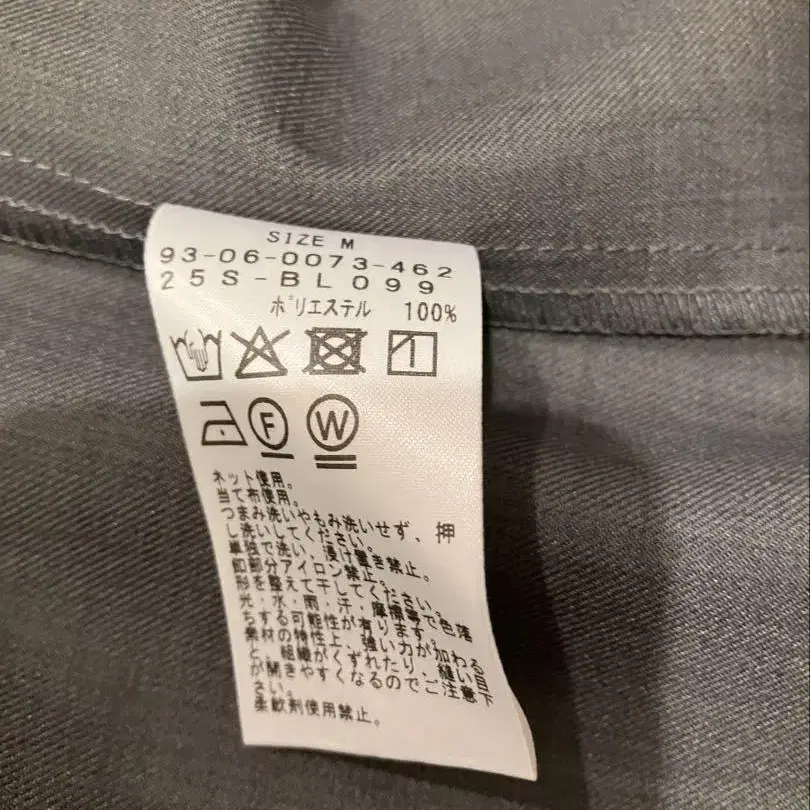 SIZE M
93-06-0073-462
25S-BL099
ポリエステル 100%
F W
ネット使用。
当て布使用。
つまみ洗いやもみ洗いせず、押
し洗いしてください。
単独で洗い、浸け置き禁止。
釦部分アイロン禁止。
形を整えて干してください。
光・水・雨・汗・摩擦等で色落
ちする可能性が有ります。
素材の特性上、強い力が加わる
と、組織がくずれたり、縫い目
が開きやすくなるのでご注意下
さい。
柔軟剤使用禁止。